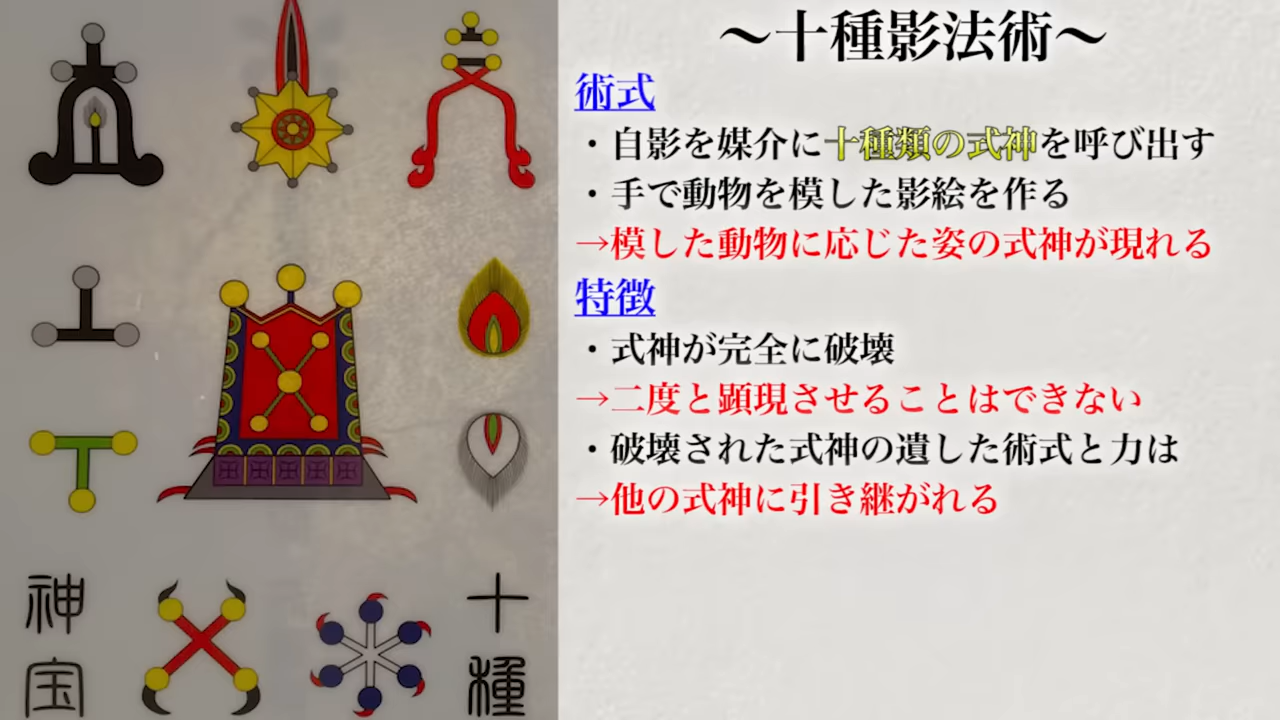 〜十種影法術〜
術式
・自影を媒介に十種類の式神を呼び出す
・手で動物を模した影絵を作る
→模した動物に応じた姿の式神が現れる
特徴
・式神が完全に破壊
→二度と顕現させることはできない
・破壊された式神の遺した術式と力は
→他の式神に引き継がれる
十種
神宝